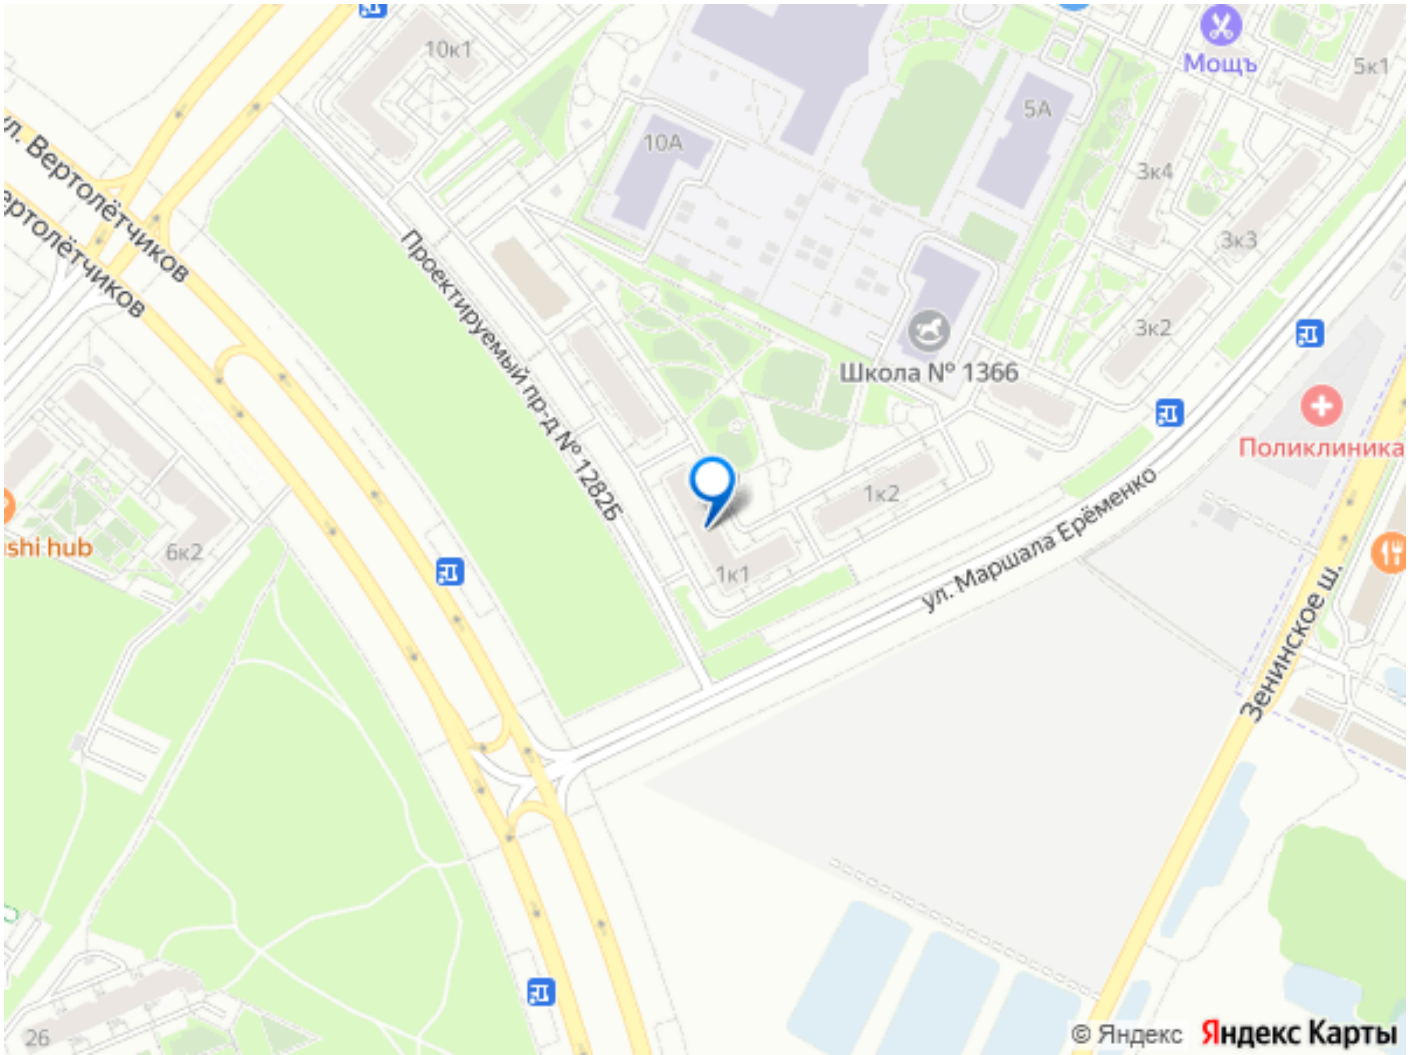 10к1
Мощъ
5к1
5А
10А
3к4
ул. Вертолётчиков
Вертолётчиков
3к3
Проектируемый пр-д № 1282Б
3к2
Школа № 1366
Поликлиника
1к2
shi hub
6к2
1к1
ул. Маршала Ерёменко
Зенинское ш.
26
© Яндекс Яндекс Карты